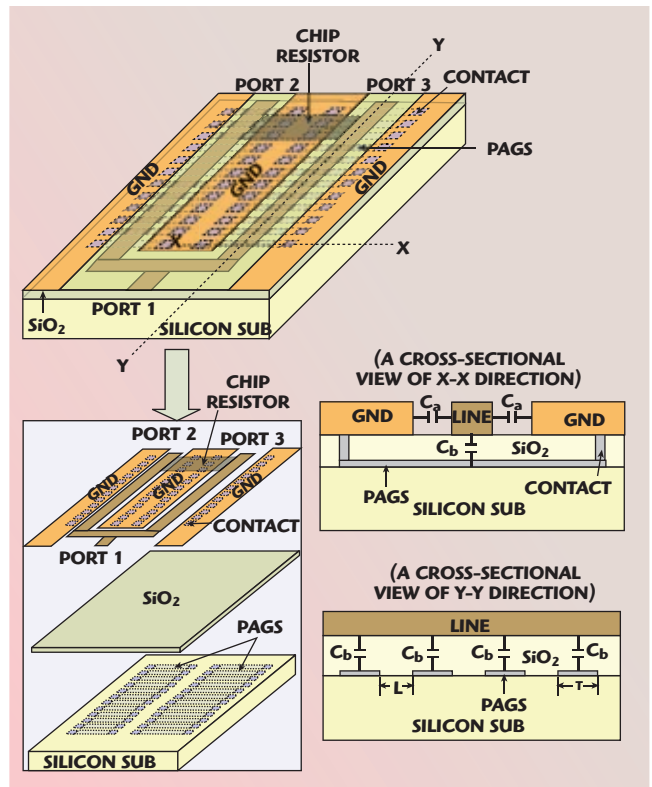 CHIP
RESISTOR
Y
PORT 2
PORT 3
CONTACT
PAGS
GND
GND
GND
X
X
PORT 1
SiO2
SILICON SUB
Y
CHIP
RESISTOR
PORT 2
PORT 3
GND
GND
GND
CONTACT
PORT 1
SiO2
PAGS
SILICON SUB
(A CROSS-SECTIONAL
VIEW OF X-X DIRECTION)
Ca
Ca
GND
LINE
GND
Cb
SiO2
PAGS
CONTACT
SILICON SUB
(A CROSS-SECTIONAL
VIEW OF Y-Y DIRECTION)
LINE
Cb
Cb
Cb
SiO2
Cb
L
T
PAGS
SILICON SUB